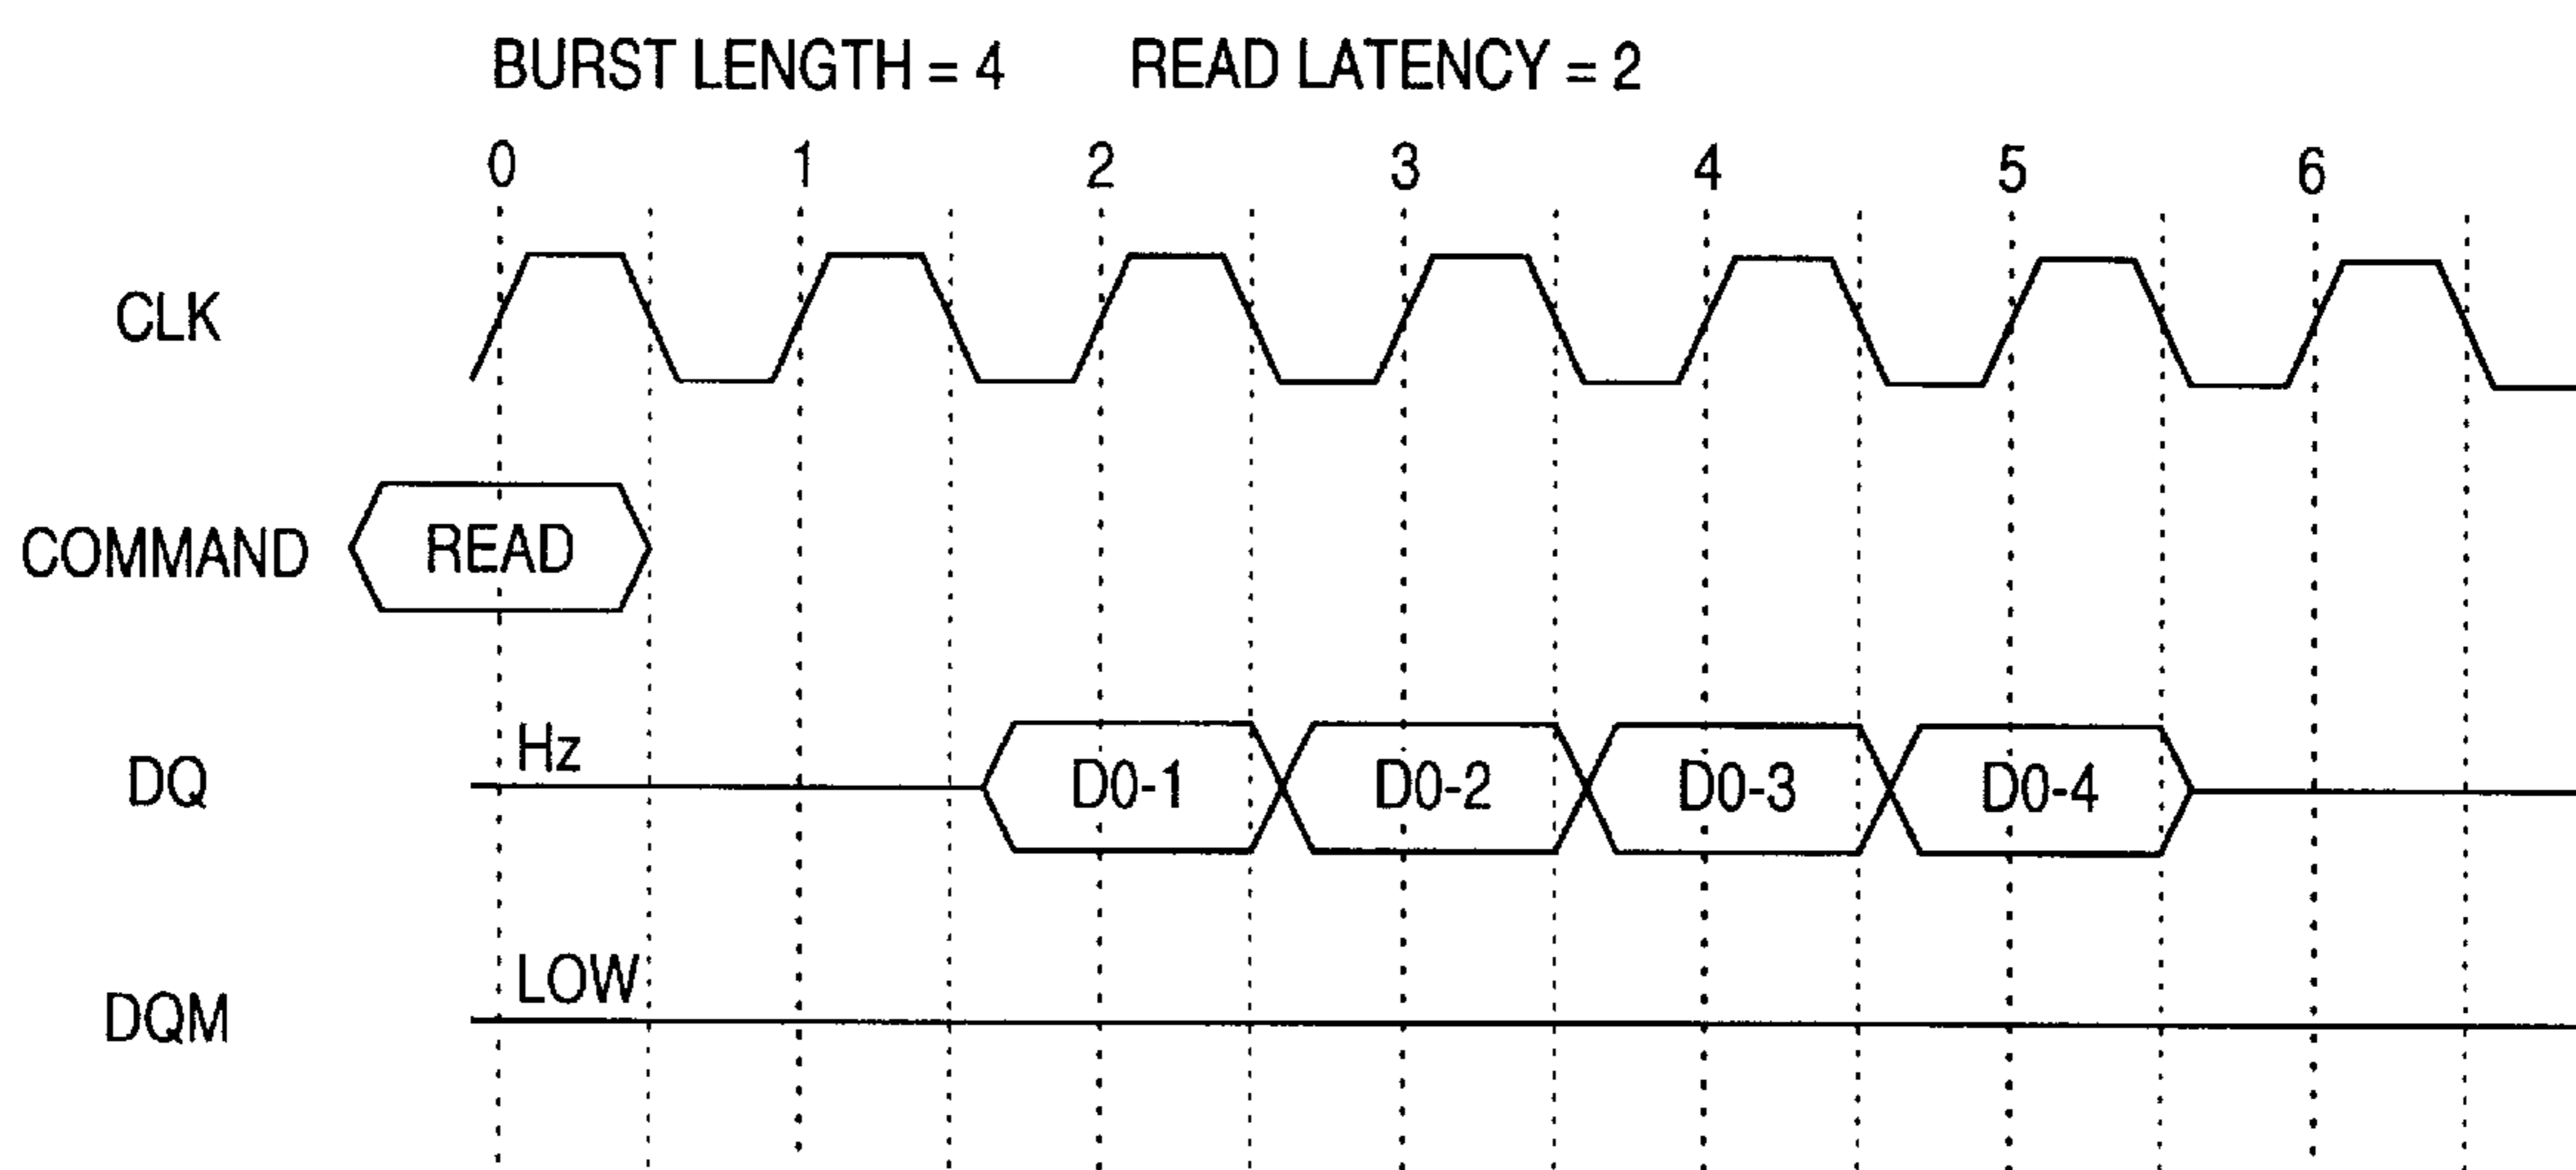 BURST LENGTH = 4 READ LATENCY = 2
0 1 2 3 4 5 6
CLK
COMMAND READ
DQ Hz D0-1 D0-2 D0-3 D0-4
DQM LOW